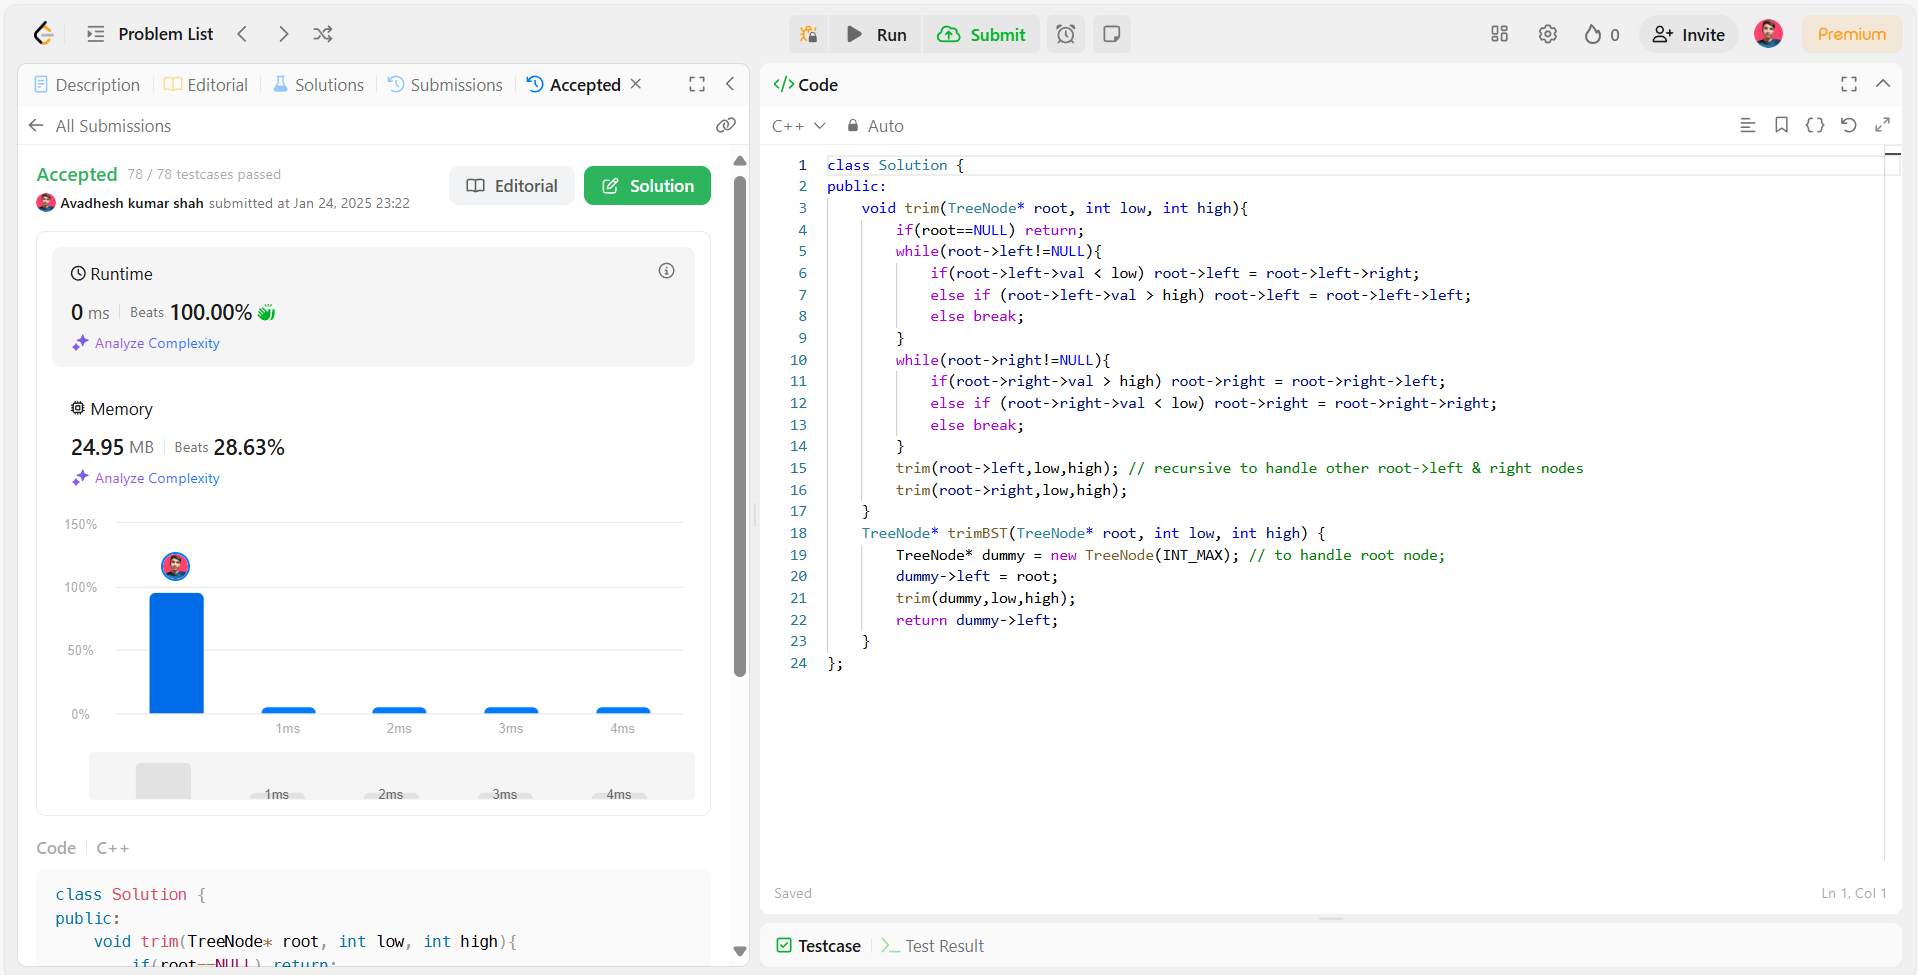 Problem List
Run
Submit
0
Invite
Premium
Description
Editorial
Solutions
Submissions
Accepted
All Submissions
Accepted 78 / 78 testcases passed
Avadhesh kumar shah submitted at Jan 24, 2025 23:22
Editorial
Solution
Runtime
0 ms Beats 100.00%
Analyze Complexity
Memory
24.95 MB Beats 28.63%
Analyze Complexity
150%
100%
50%
0%
1ms 2ms 3ms 4ms
1ms 2ms 3ms 4ms
Code C++
class Solution {
public:
    void trim(TreeNode* root, int low, int high){
        if(root==NULL) return;
</> Code
C++ Auto
1 class Solution {
2 public:
3     void trim(TreeNode* root, int low, int high){
4         if(root==NULL) return;
5         while(root->left!=NULL){
6             if(root->left->val < low) root->left = root->left->right;
7             else if (root->left->val > high) root->left = root->left->left;
8             else break;
9         }
10         while(root->right!=NULL){
11             if(root->right->val > high) root->right = root->right->left;
12             else if (root->right->val < low) root->right = root->right->right;
13             else break;
14         }
15         trim(root->left,low,high); // recursive to handle other root->left & right nodes
16         trim(root->right,low,high);
17     }
18     TreeNode* trimBST(TreeNode* root, int low, int high) {
19         TreeNode* dummy = new TreeNode(INT_MAX); // to handle root node;
20         dummy->left = root;
21         trim(dummy,low,high);
22         return dummy->left;
23     }
24 };
Saved
Ln 1, Col 1
Testcase
Test Result